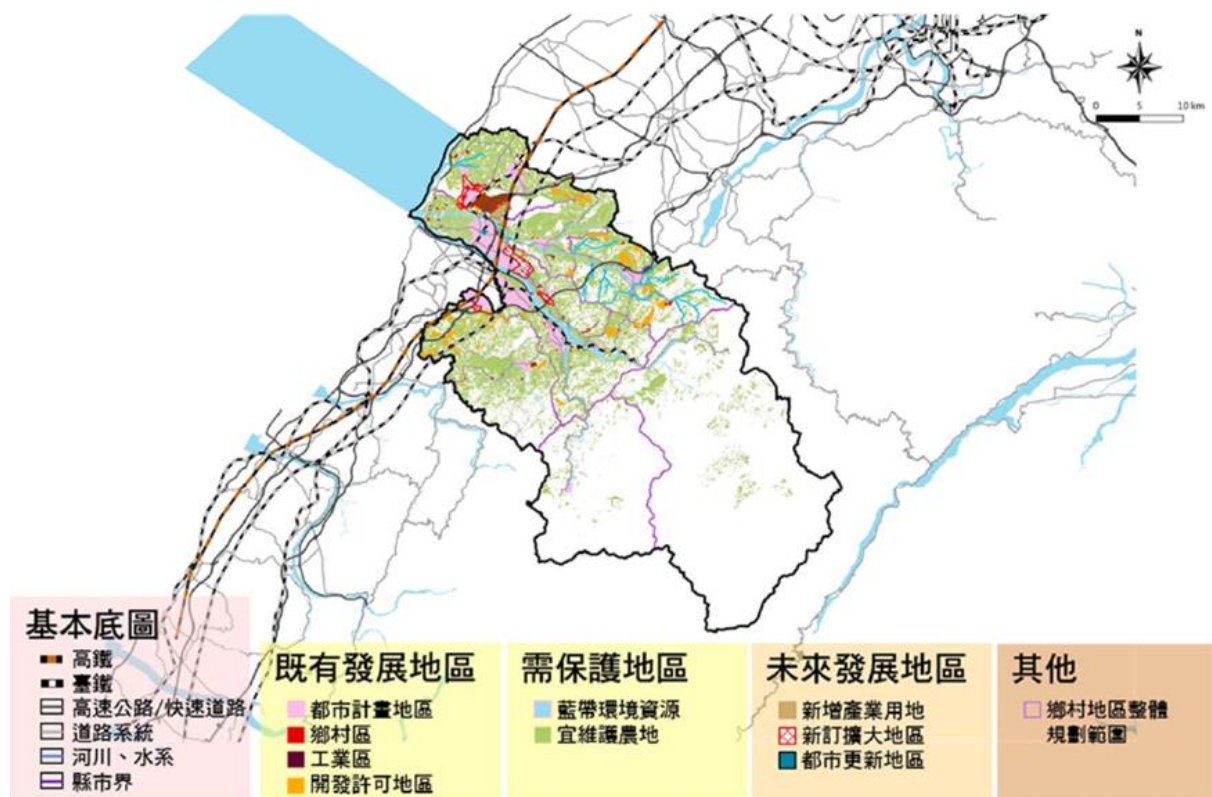 N
0 5 10 km
基本底圖
高鐵
臺鐵
高速公路/快速道路
道路系統
河川、水系
縣市界
既有發展地區
都市計畫地區
鄉村區
工業區
開發許可地區
需保護地區
藍帶環境資源
宜維護農地
未來發展地區
新增產業用地
新訂擴大地區
都市更新地區
其他
鄉村地區整體
規劃範圍